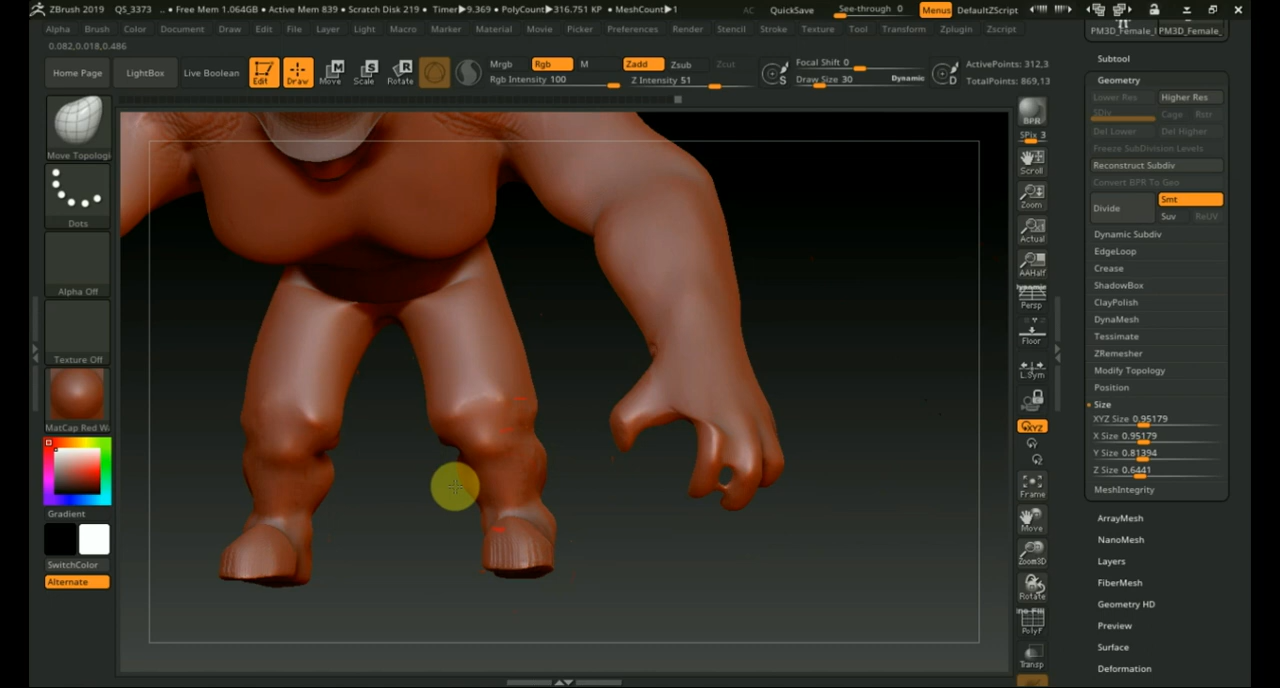 ZBrush 2019 QS_3373 .. • Free Mem 1.064GB • Active Mem 839 • Scratch Disk 219 • Timer▶9.369 • PolyCount▶316.751 KP • MeshCount▶1 AC QuickSave See-through 0 Menus DefaultZScript
Alpha Brush Color Document Draw Edit File Layer Light Macro Marker Material Movie Picker Preferences Render Stencil Stroke Texture Tool Transform Zplugin Zscript
0.082,0.018,0.486
Home Page LightBox Live Boolean Edit Draw Move Scale Rotate
Mrgb Rgb M Zadd Zsub Zcut
Rgb Intensity 100 Z Intensity 51
Focal Shift 0
Draw Size 30 Dynamic
S D
ActivePoints: 312,3
TotalPoints: 869,13
Move Topologi
Dots
Alpha Off
Texture Off
MatCap Red Wa
Gradient
SwitchColor
Alternate
BPR
SPix 3
Scroll
Zoom
Actual
AAHalf
Dynamic
Persp
Floor
L.Sym
XYZ
Frame
Move
Zoom3D
Rotate
PolyF
Transp
PM3D_Female_ PM3D_Female_
Subtool
Geometry
Lower Res Higher Res
SDiv Cage Rstr
Del Lower Del Higher
Freeze SubDivision Levels
Reconstruct Subdiv
Convert BPR To Geo
Divide Smt
Suv ReUV
Dynamic Subdiv
EdgeLoop
Crease
ShadowBox
ClayPolish
DynaMesh
Tessimate
ZRemesher
Modify Topology
Position
Size
XYZ Size 0.95179
X Size 0.95179
Y Size 0.81394
Z Size 0.6441
MeshIntegrity
ArrayMesh
NanoMesh
Layers
FiberMesh
Geometry HD
Preview
Surface
Deformation